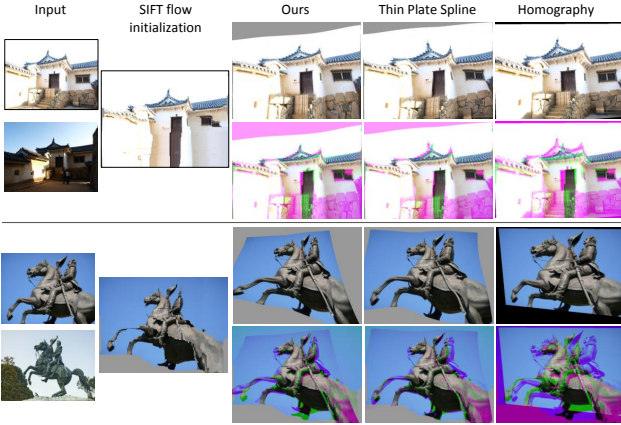 Input
SIFT flow
initialization
Ours
Thin Plate Spline
Homography